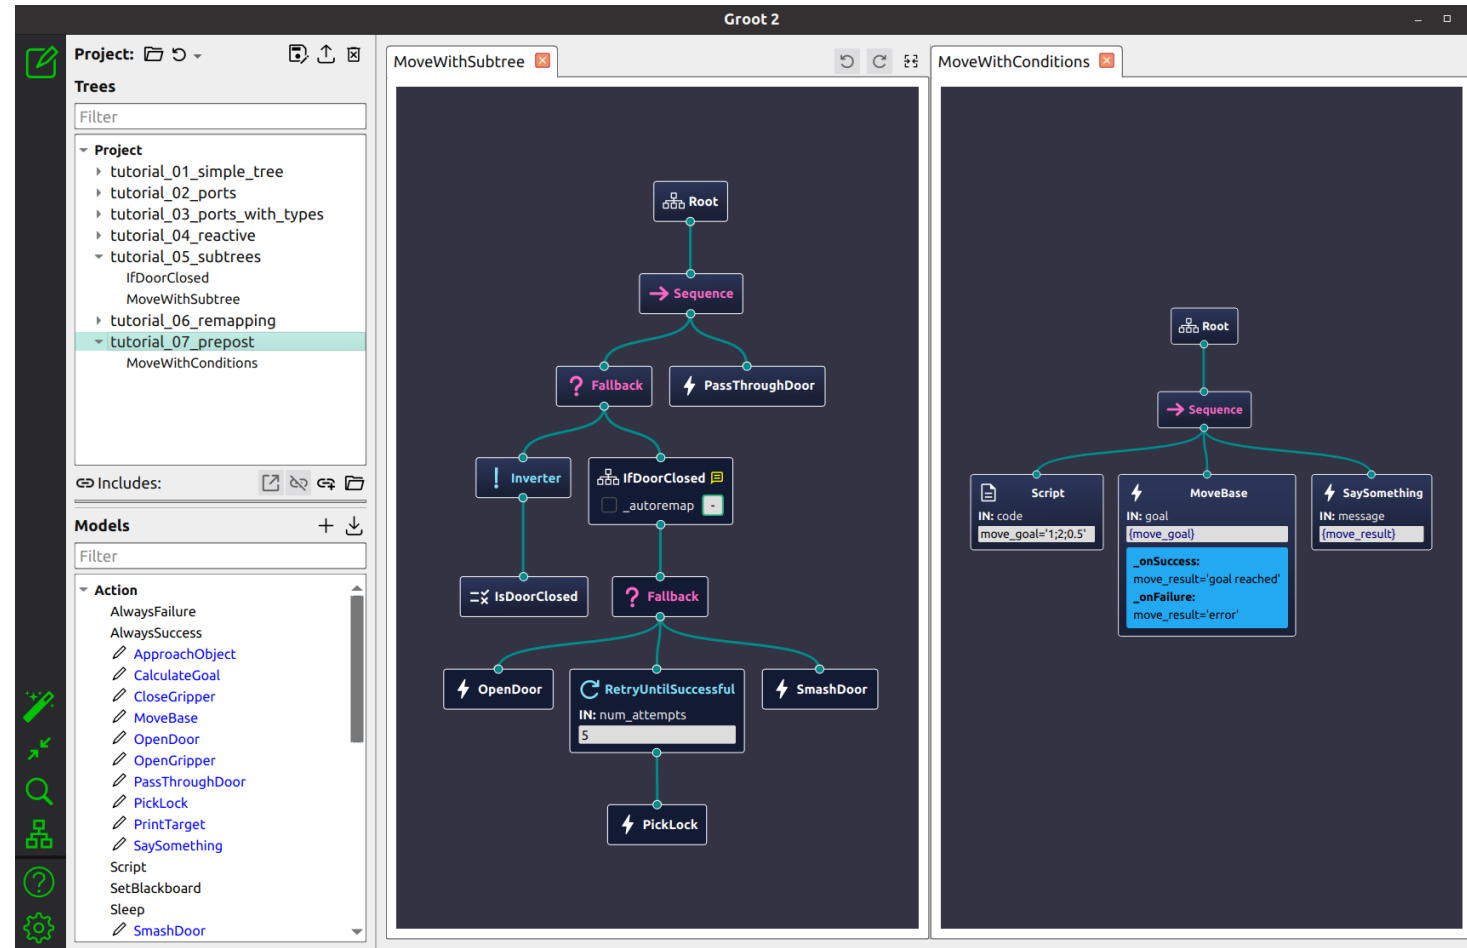 Groot 2
Project:
Trees
Filter
Project
tutorial_01_simple_tree
tutorial_02_ports
tutorial_03_ports_with_types
tutorial_04_reactive
tutorial_05_subtrees
IfDoorClosed
MoveWithSubtree
tutorial_06_remapping
tutorial_07_prepost
MoveWithConditions
Includes:
Models
Filter
Action
AlwaysFailure
AlwaysSuccess
ApproachObject
CalculateGoal
CloseGripper
MoveBase
OpenDoor
OpenGripper
PassThroughDoor
PickLock
PrintTarget
SaySomething
Script
SetBlackboard
Sleep
SmashDoor
MoveWithSubtree
Root
Sequence
Fallback
PassThroughDoor
Inverter
IfDoorClosed
_autoremap -
IsDoorClosed
Fallback
OpenDoor
RetryUntilSuccessful
IN: num_attempts
5
SmashDoor
PickLock
MoveWithConditions
Root
Sequence
Script
IN: code
move_goal='1;2;0.5'
MoveBase
IN: goal
{move_goal}
_onSuccess:
move_result='goal reached'
_onFailure:
move_result='error'
SaySomething
IN: message
{move_result}